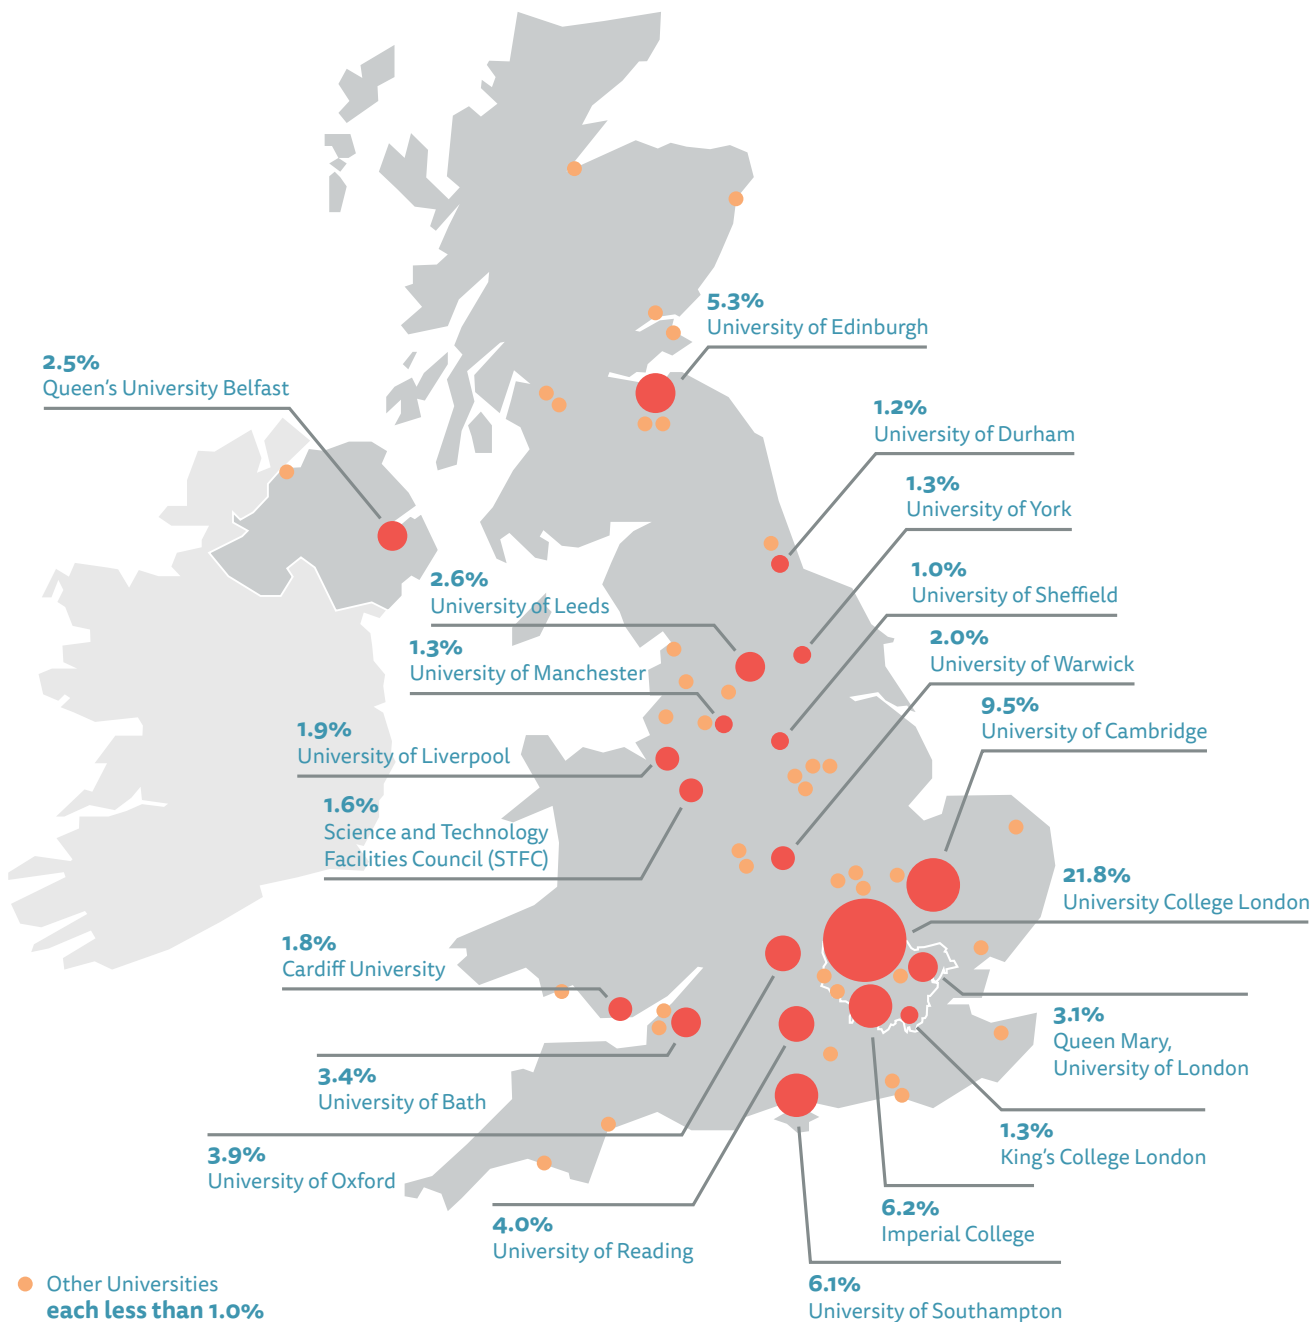 5.3%
University of Edinburgh
2.5%
Queen's University Belfast
1.2%
University of Durham
1.3%
University of York
1.0%
University of Sheffield
2.6%
University of Leeds
2.0%
University of Warwick
1.3%
University of Manchester
9.5%
University of Cambridge
1.9%
University of Liverpool
1.6%
Science and Technology
Facilities Council (STFC)
21.8%
University College London
1.8%
Cardiff University
3.1%
Queen Mary,
University of London
3.4%
University of Bath
1.3%
King's College London
3.9%
University of Oxford
6.2%
Imperial College
4.0%
University of Reading
6.1%
University of Southampton
Other Universities
each less than 1.0%